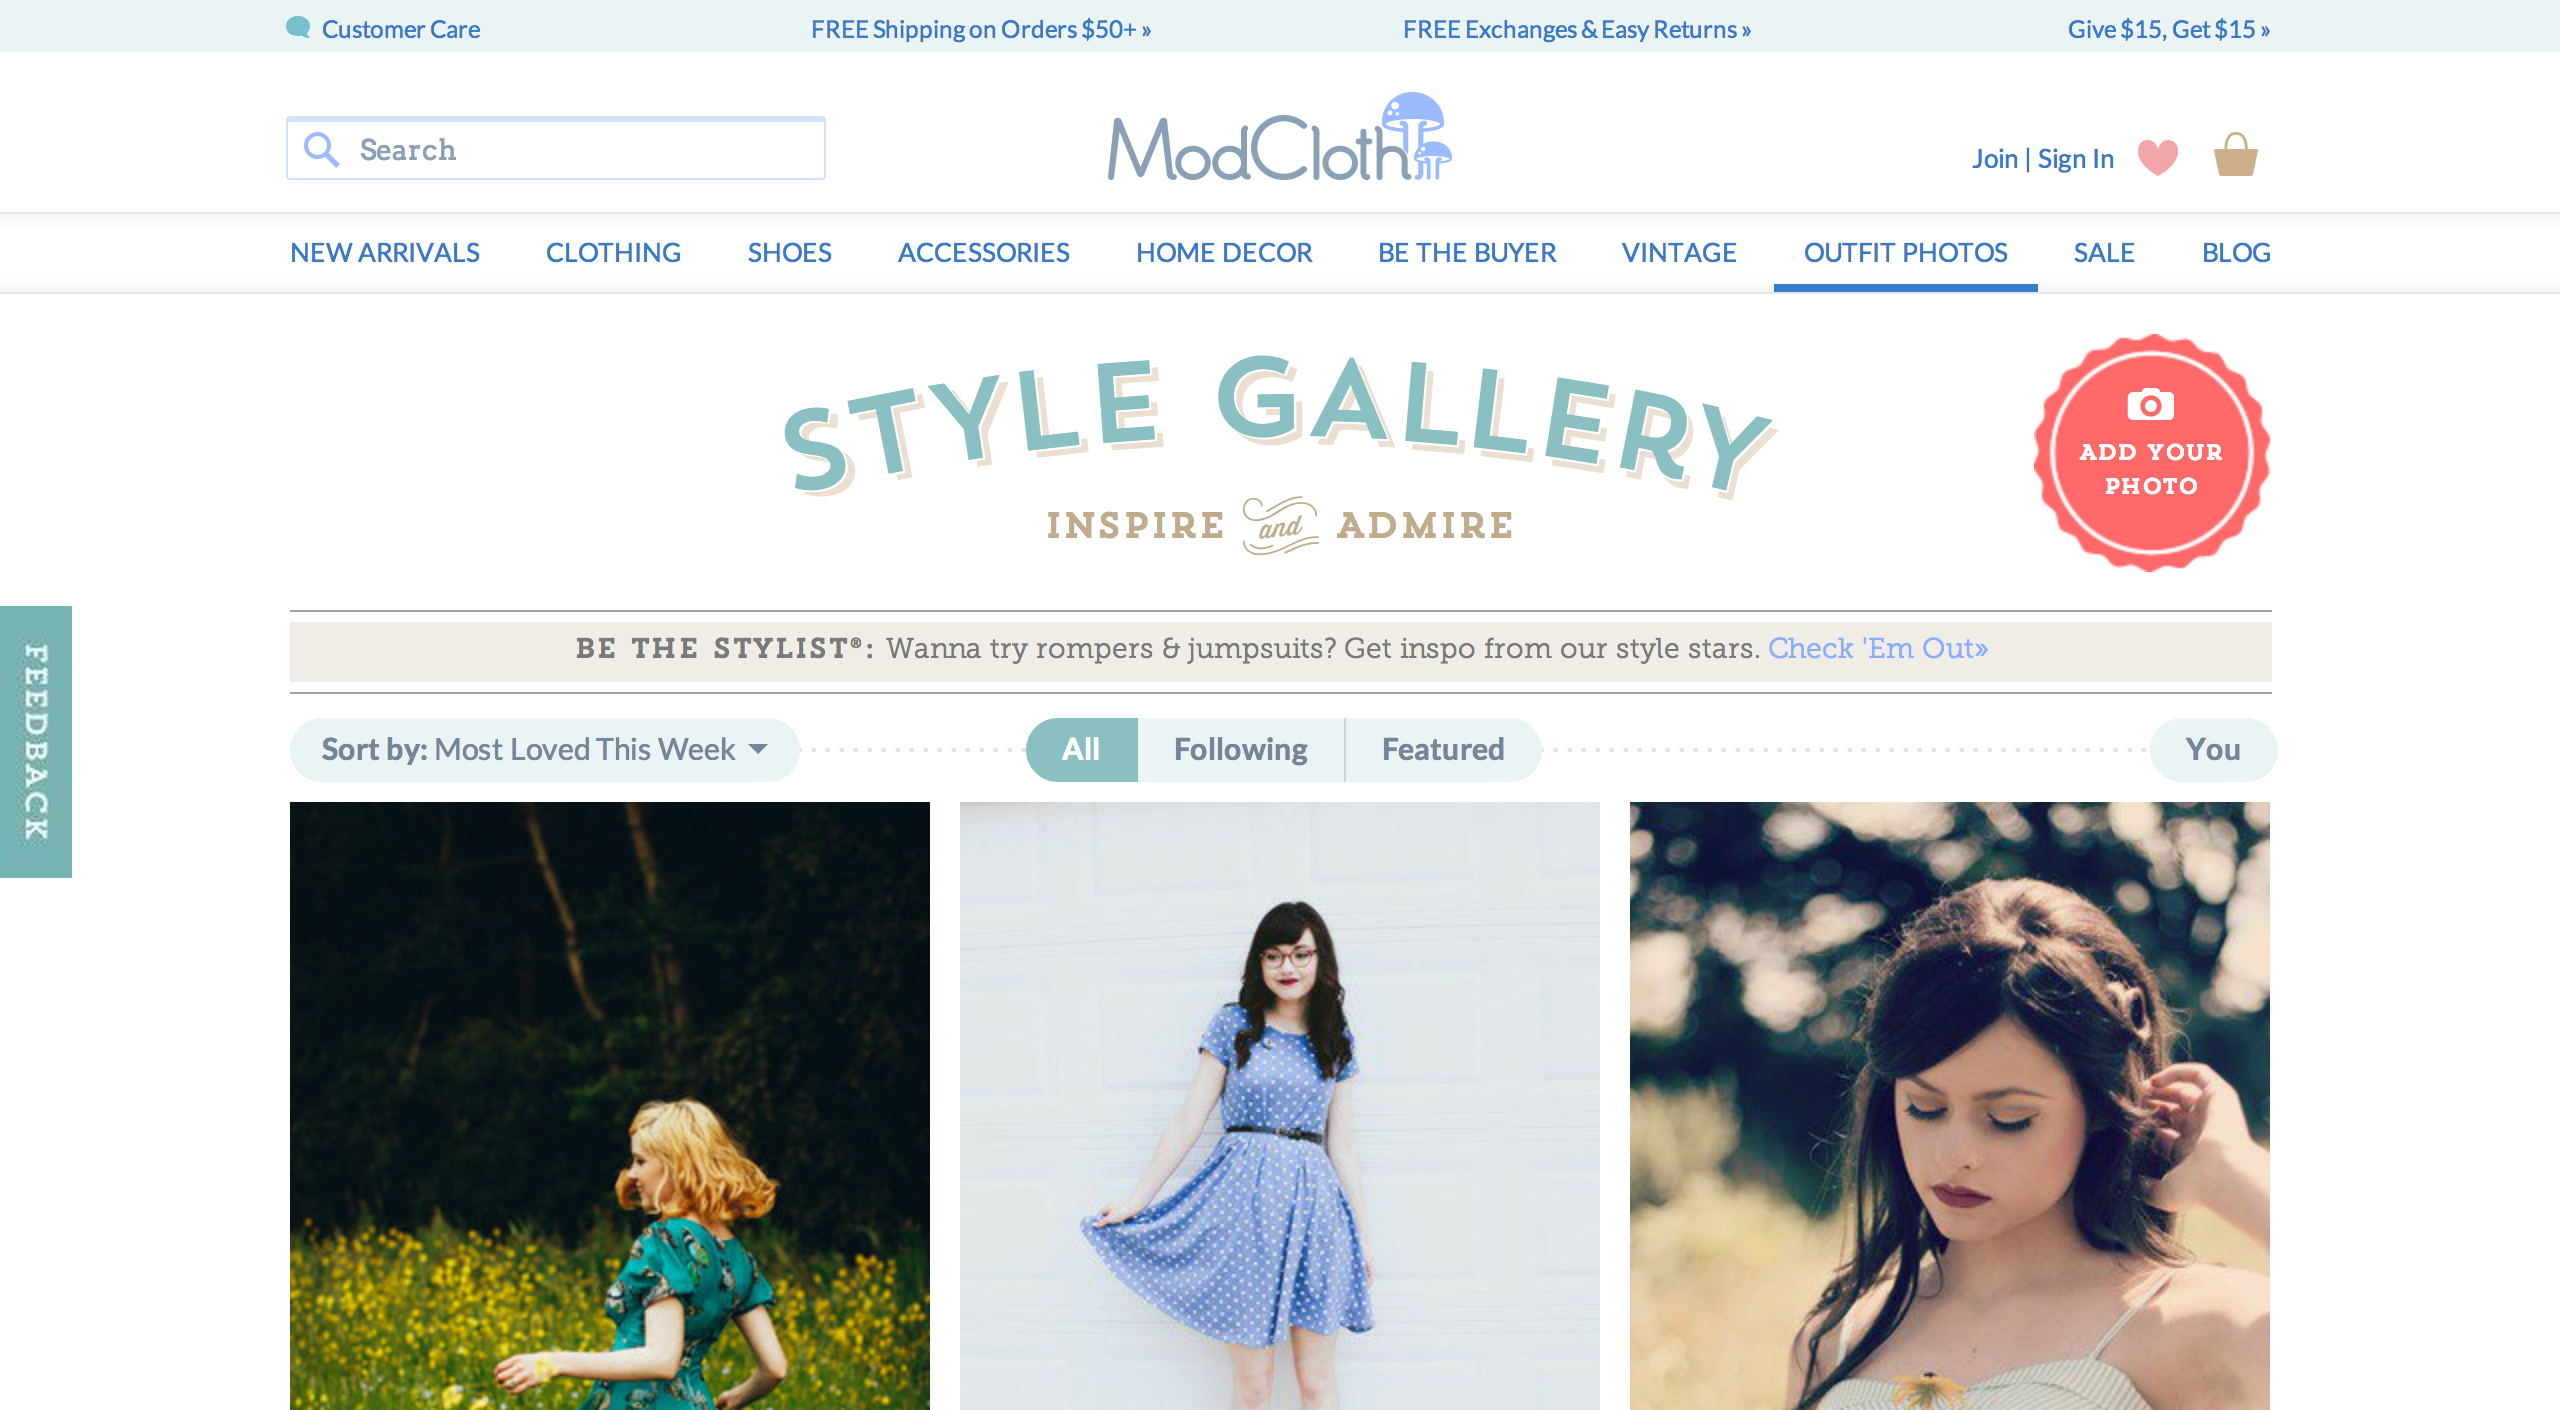 Customer Care
FREE Shipping on Orders $50+ »
FREE Exchanges & Easy Returns »
Give $15, Get $15 »
Search
ModCloth
Join | Sign In
NEW ARRIVALS
CLOTHING
SHOES
ACCESSORIES
HOME DECOR
BE THE BUYER
VINTAGE
OUTFIT PHOTOS
SALE
BLOG
STYLE GALLERY
INSPIRE and ADMIRE
ADD YOUR
PHOTO
BE THE STYLIST®: Wanna try rompers & jumpsuits? Get inspo from our style stars. Check 'Em Out»
FEEDBACK
Sort by: Most Loved This Week
All
Following
Featured
You